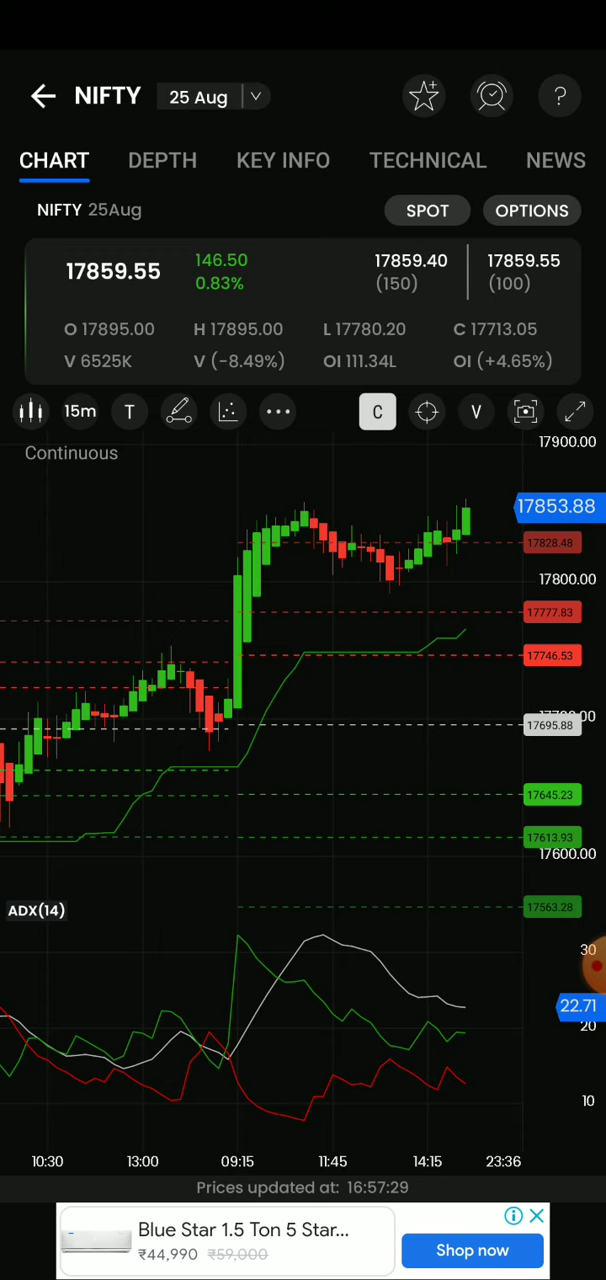 NIFTY 25 Aug
CHART DEPTH KEY INFO TECHNICAL NEWS
NIFTY 25Aug SPOT OPTIONS
17859.55 146.50 17859.40 17859.55
0.83% (150) (100)
O 17895.00 H 17895.00 L 17780.20 C 17713.05
V 6525K V (-8.49%) OI 111.34L OI (+4.65%)
15m T C V
17900.00
Continuous
17853.88
17828.48
17800.00
17777.83
17746.53
17695.88
17645.23
17613.93
17600.00
17563.28
ADX(14)
30
22.71
20
10
10:30 13:00 09:15 11:45 14:15 23:36
Prices updated at: 16:57:29
Blue Star 1.5 Ton 5 Star...
₹44,990 ₹59,000
Shop now